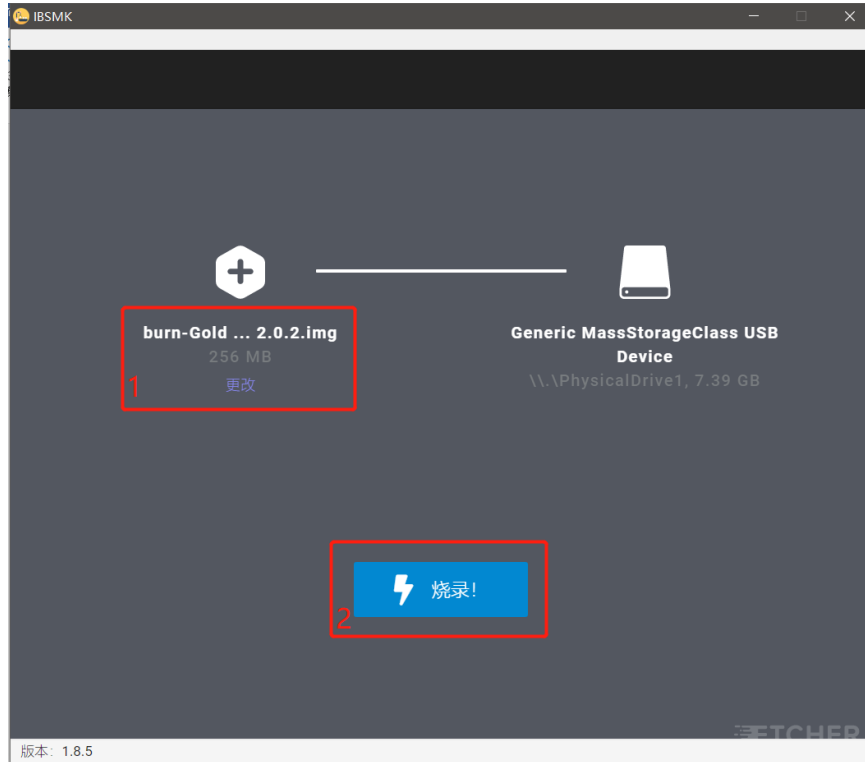 IBSMK
burn-Gold ... 2.0.2.img
256 MB
更改
1
Generic MassStorageClass USB
Device
\\.\PhysicalDrive1, 7.39 GB
烧录!
2
ETCHER
版本: 1.8.5